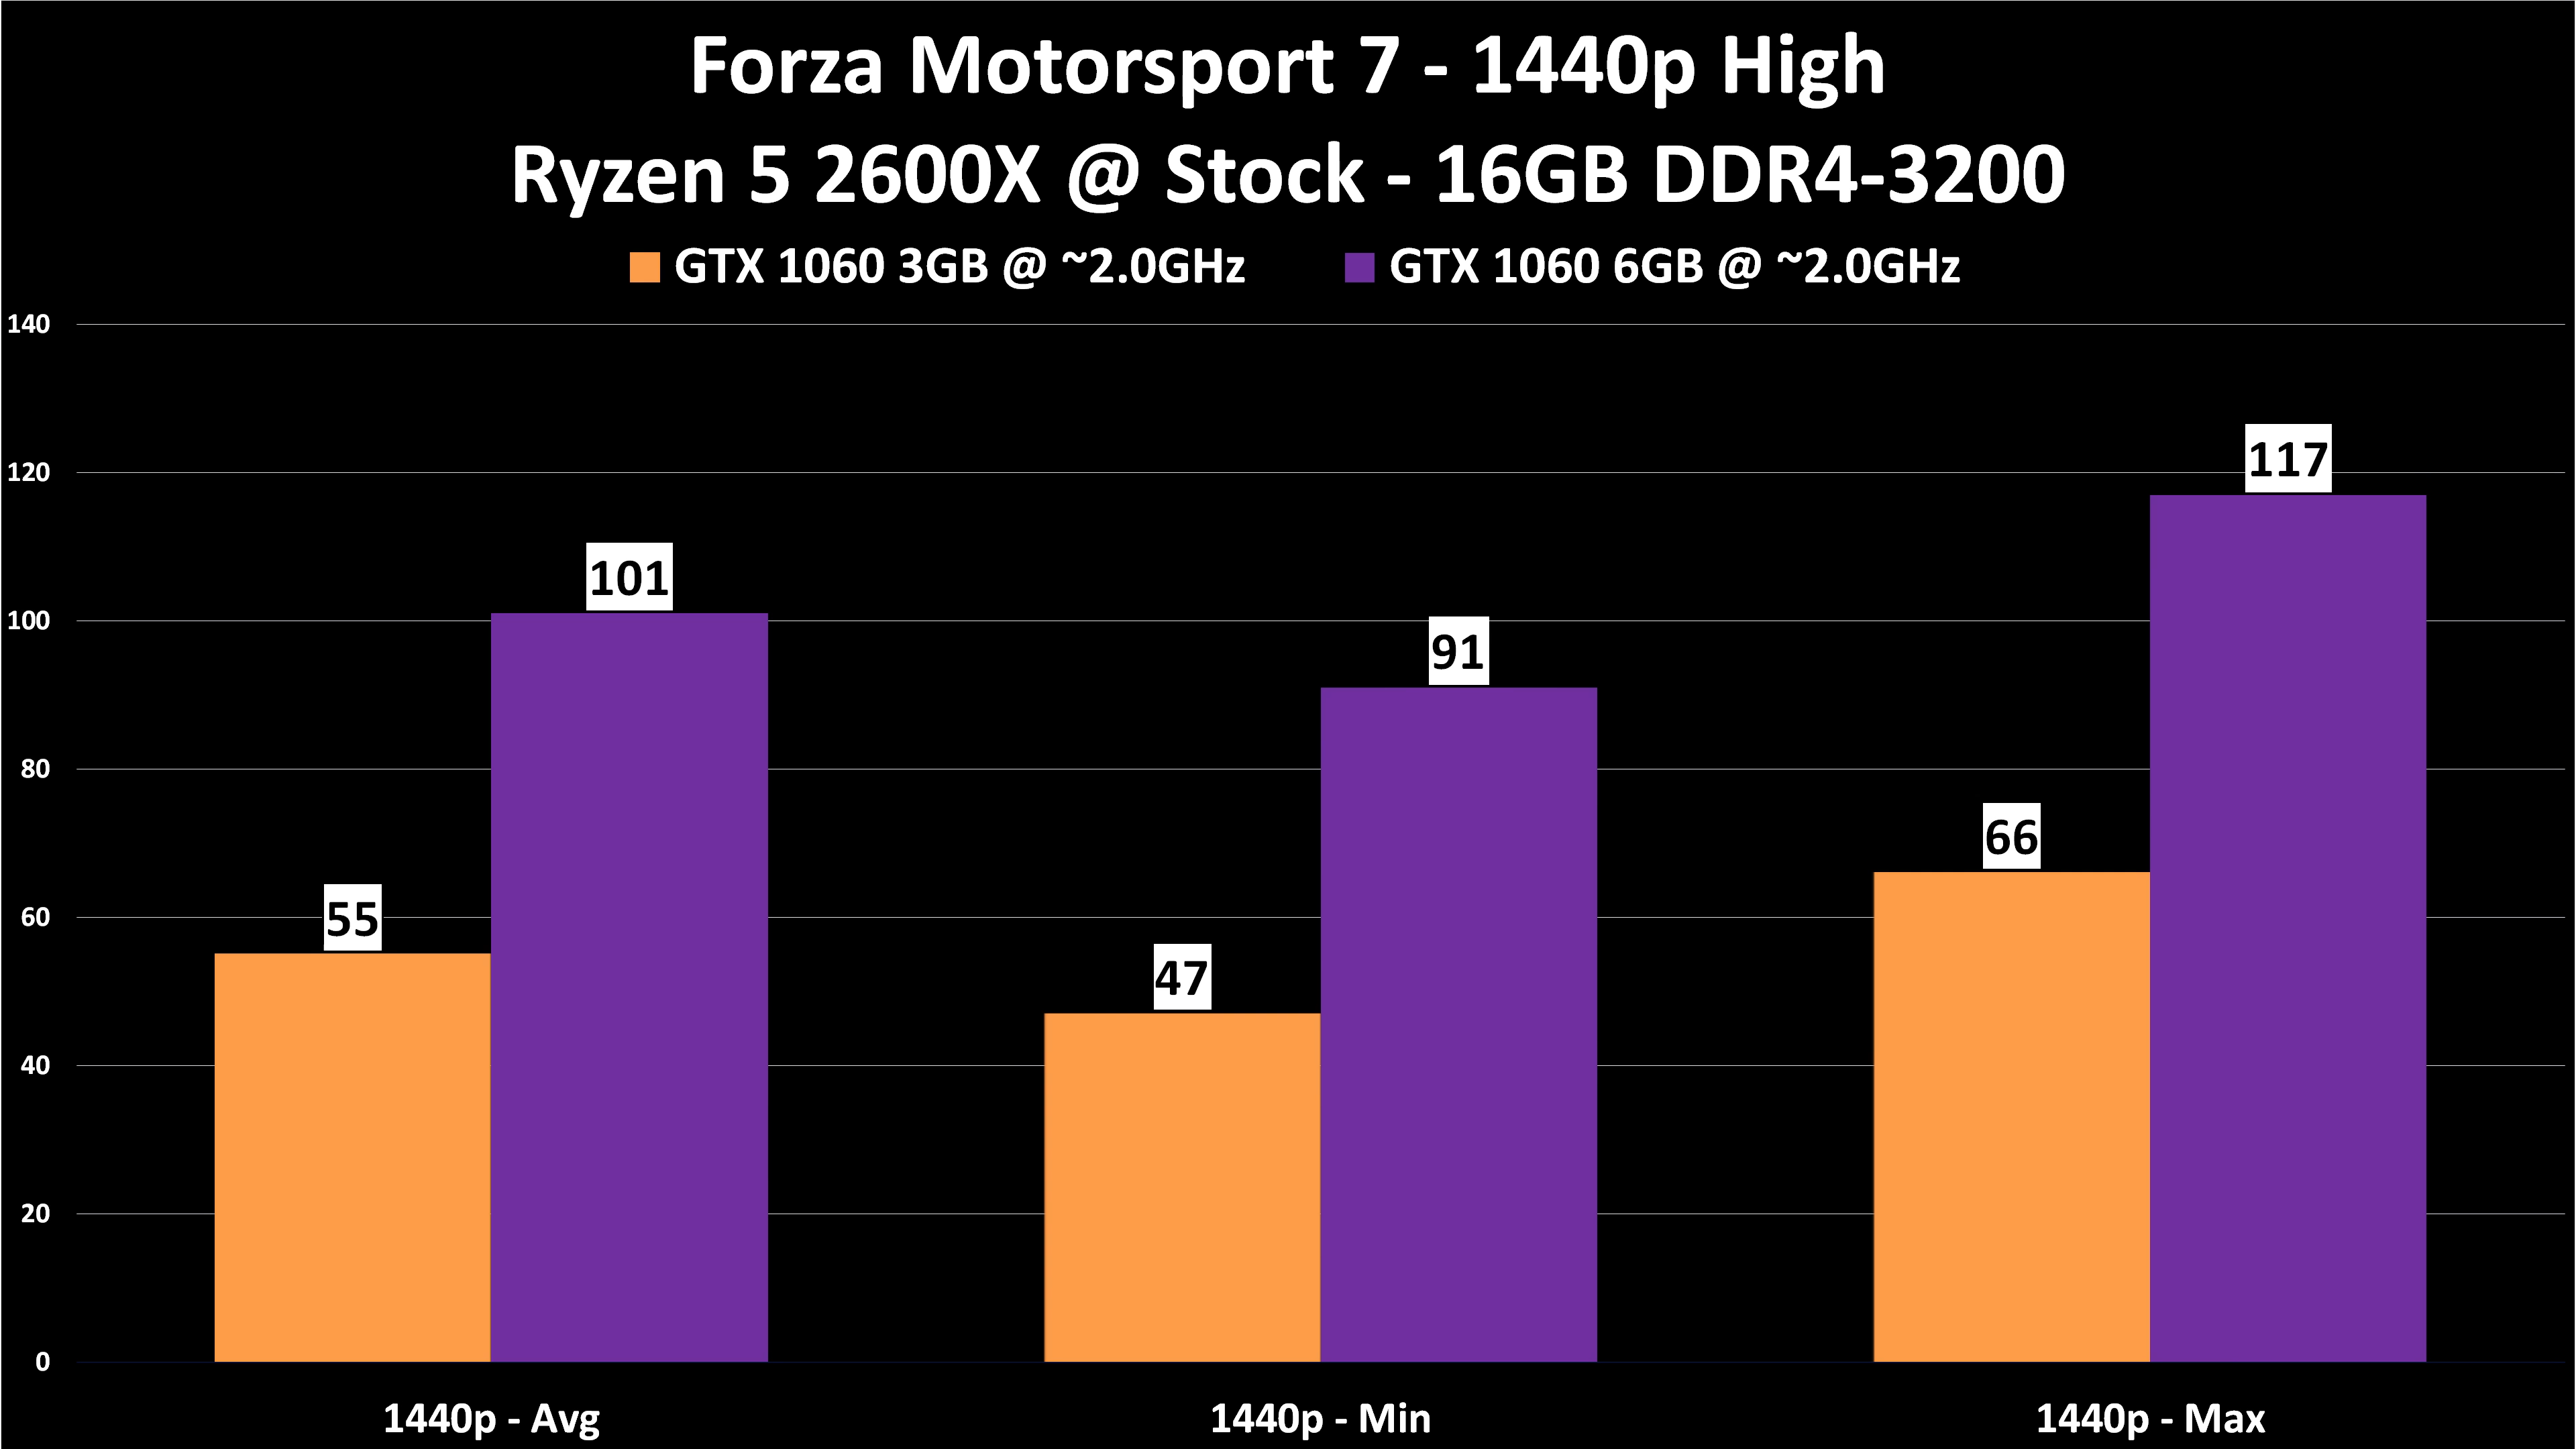 Forza Motorsport 7 - 1440p High
Ryzen 5 2600X @ Stock - 16GB DDR4-3200
GTX 1060 3GB @ ~2.0GHz GTX 1060 6GB @ ~2.0GHz
140
120
100
80
60
40
20
0
55
101
47
91
66
117
1440p - Avg
1440p - Min
1440p - Max